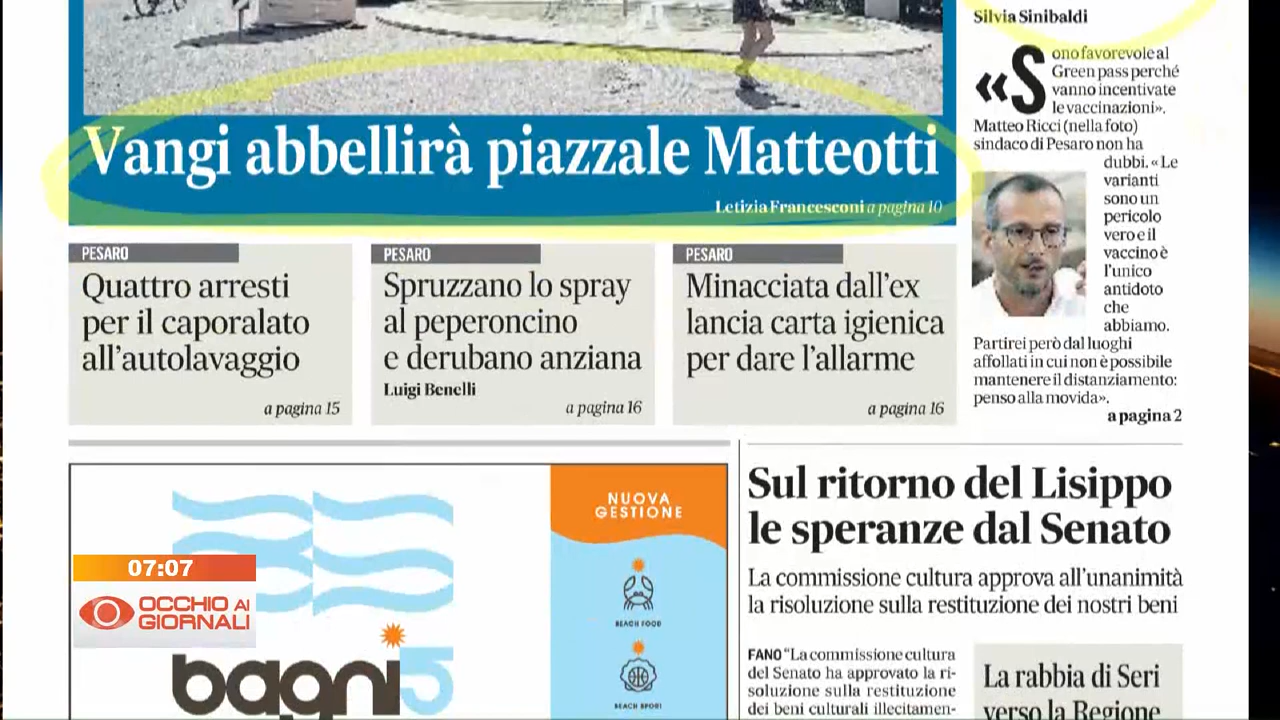 Silvia Sinibaldi
«Sono favorevole al
Green pass perché
vanno incentivate
le vaccinazioni».
Matteo Ricci (nella foto)
sindaco di Pesaro non ha
dubbi. «Le
varianti
sono un
pericolo
vero e il
vaccino è
l'unico
antidoto
che
abbiamo.
Partirei però dai luoghi
affollati in cui non è possibile
mantenere il distanziamento:
penso alla movida».
a pagina 2
Vangi abbellirà piazzale Matteotti
Letizia Francesconi a pagina 10
PESARO
Quattro arresti
per il caporalato
all'autolavaggio
a pagina 15
PESARO
Spruzzano lo spray
al peperoncino
e derubano anziana
Luigi Benelli
a pagina 16
PESARO
Minacciata dall'ex
lancia carta igienica
per dare l'allarme
a pagina 16
NUOVA
GESTIONE
BEACH FOOD
BEACH SPORT
bagni5
07:07
OCCHIO AI
GIORNALI
Sul ritorno del Lisippo
le speranze dal Senato
La commissione cultura approva all'unanimità
la risoluzione sulla restituzione dei nostri beni
FANO "La commissione cultura
del Senato ha approvato la ri-
soluzione sulla restituzione
dei beni culturali illecitamen-
La rabbia di Seri
verso la Regione